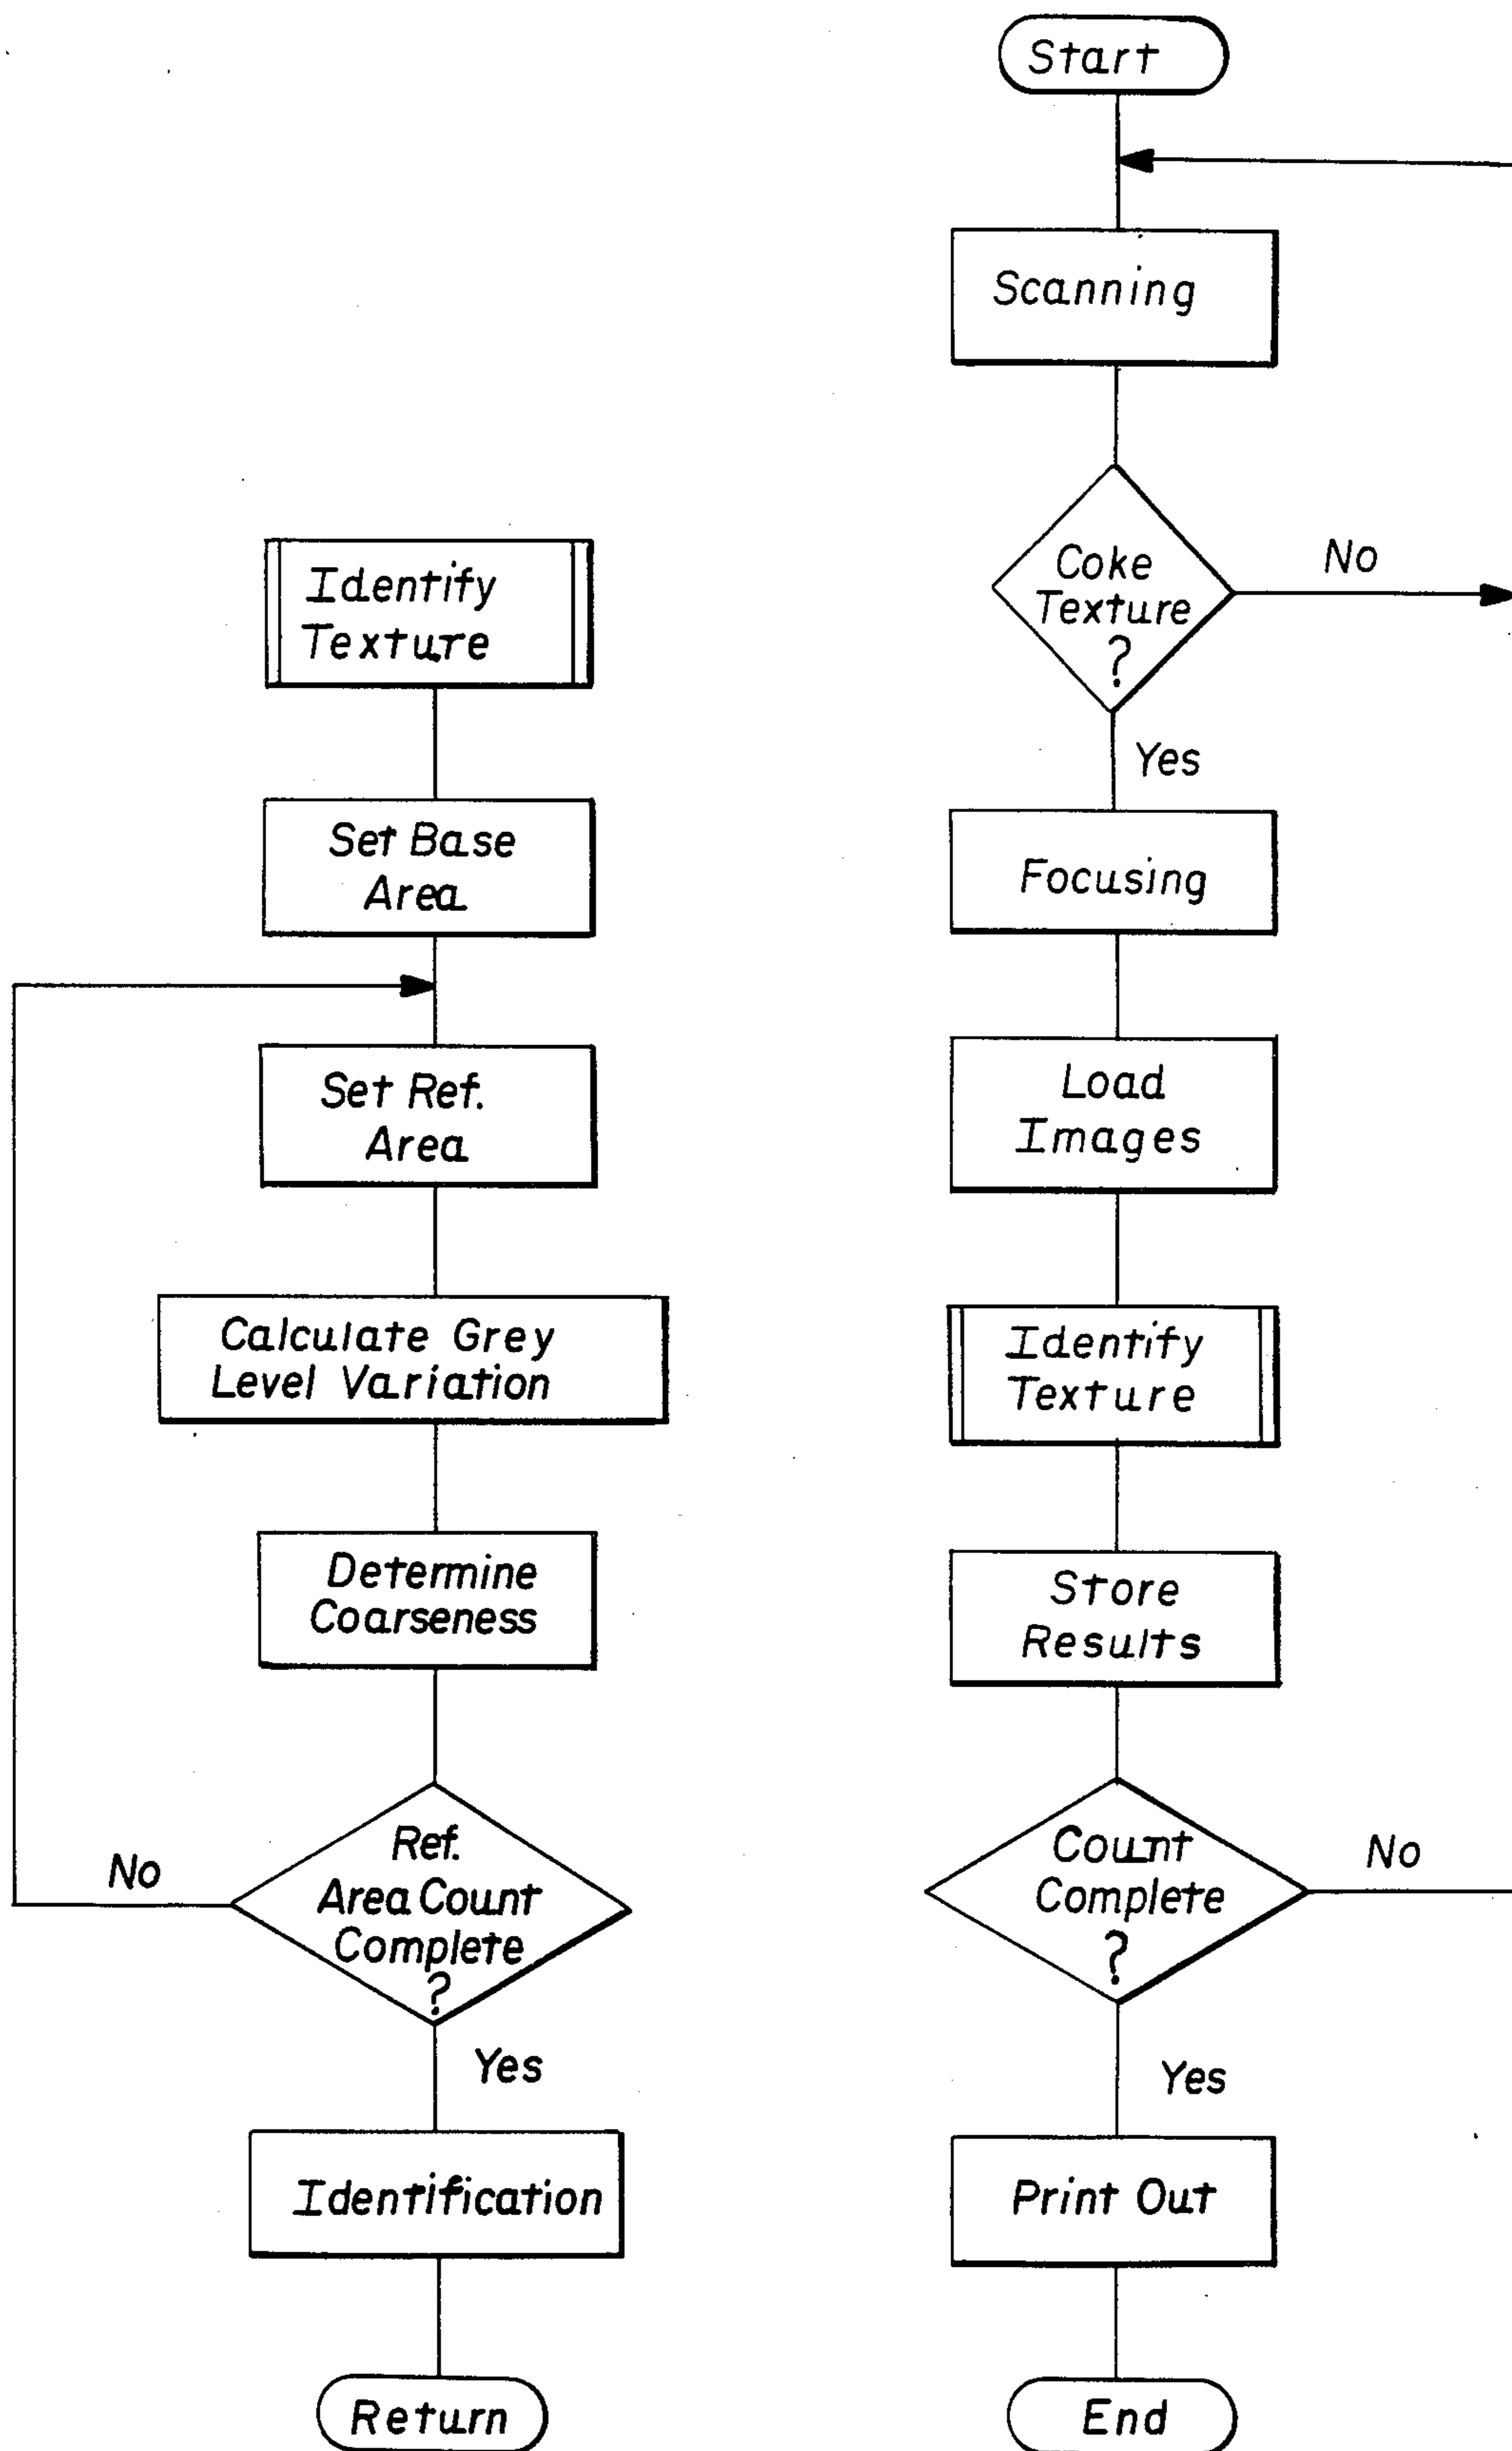 Identify
Texture
Set Base
Area
Set Ref.
Area
Calculate Grey
Level Variation
Determine
Coarseness
Ref.
Area Count
Complete
?
No
Yes
Identification
Return
Start
Scanning
Coke
Texture
?
No
Yes
Focusing
Load
Images
Identify
Texture
Store
Results
Count
Complete
?
No
Yes
Print Out
End